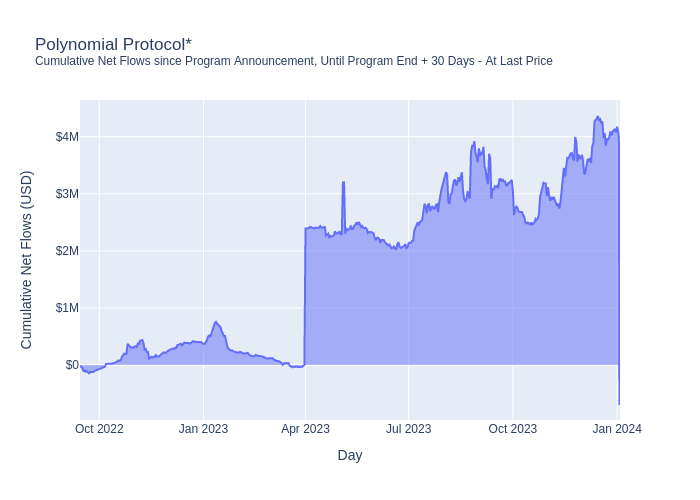 Polynomial Protocol*
Cumulative Net Flows since Program Announcement, Until Program End + 30 Days - At Last Price
Cumulative Net Flows (USD)
$4M
$3M
$2M
$1M
$0
Oct 2022
Jan 2023
Apr 2023
Jul 2023
Oct 2023
Jan 2024
Day